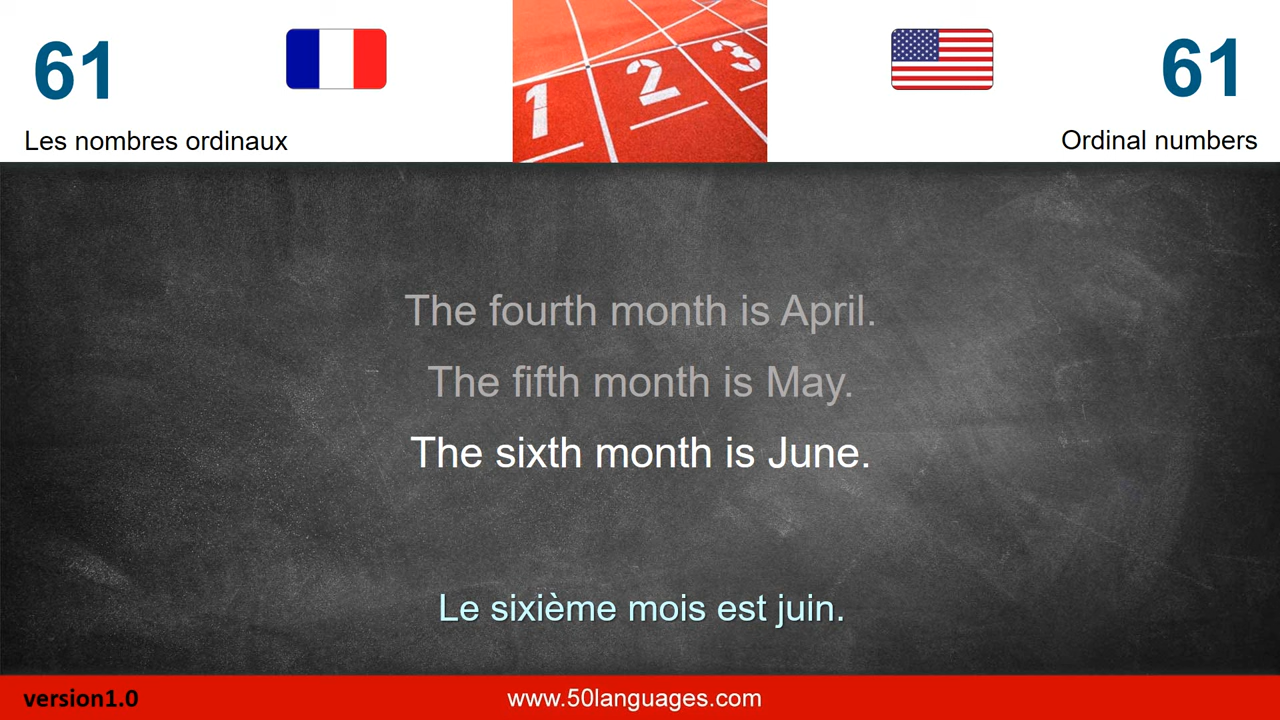 61
61
Les nombres ordinaux
Ordinal numbers
1 2 3
The fourth month is April.
The fifth month is May.
The sixth month is June.
Le sixième mois est juin.
version1.0
www.50languages.com